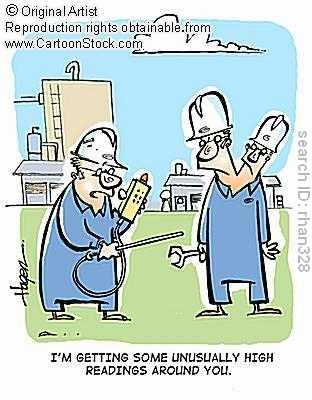 © Original Artist
Reproduction rights obtainable from
www.CartoonStock.com
search ID: rhan328
Hagen
I'M GETTING SOME UNUSUALLY HIGH
READINGS AROUND YOU.